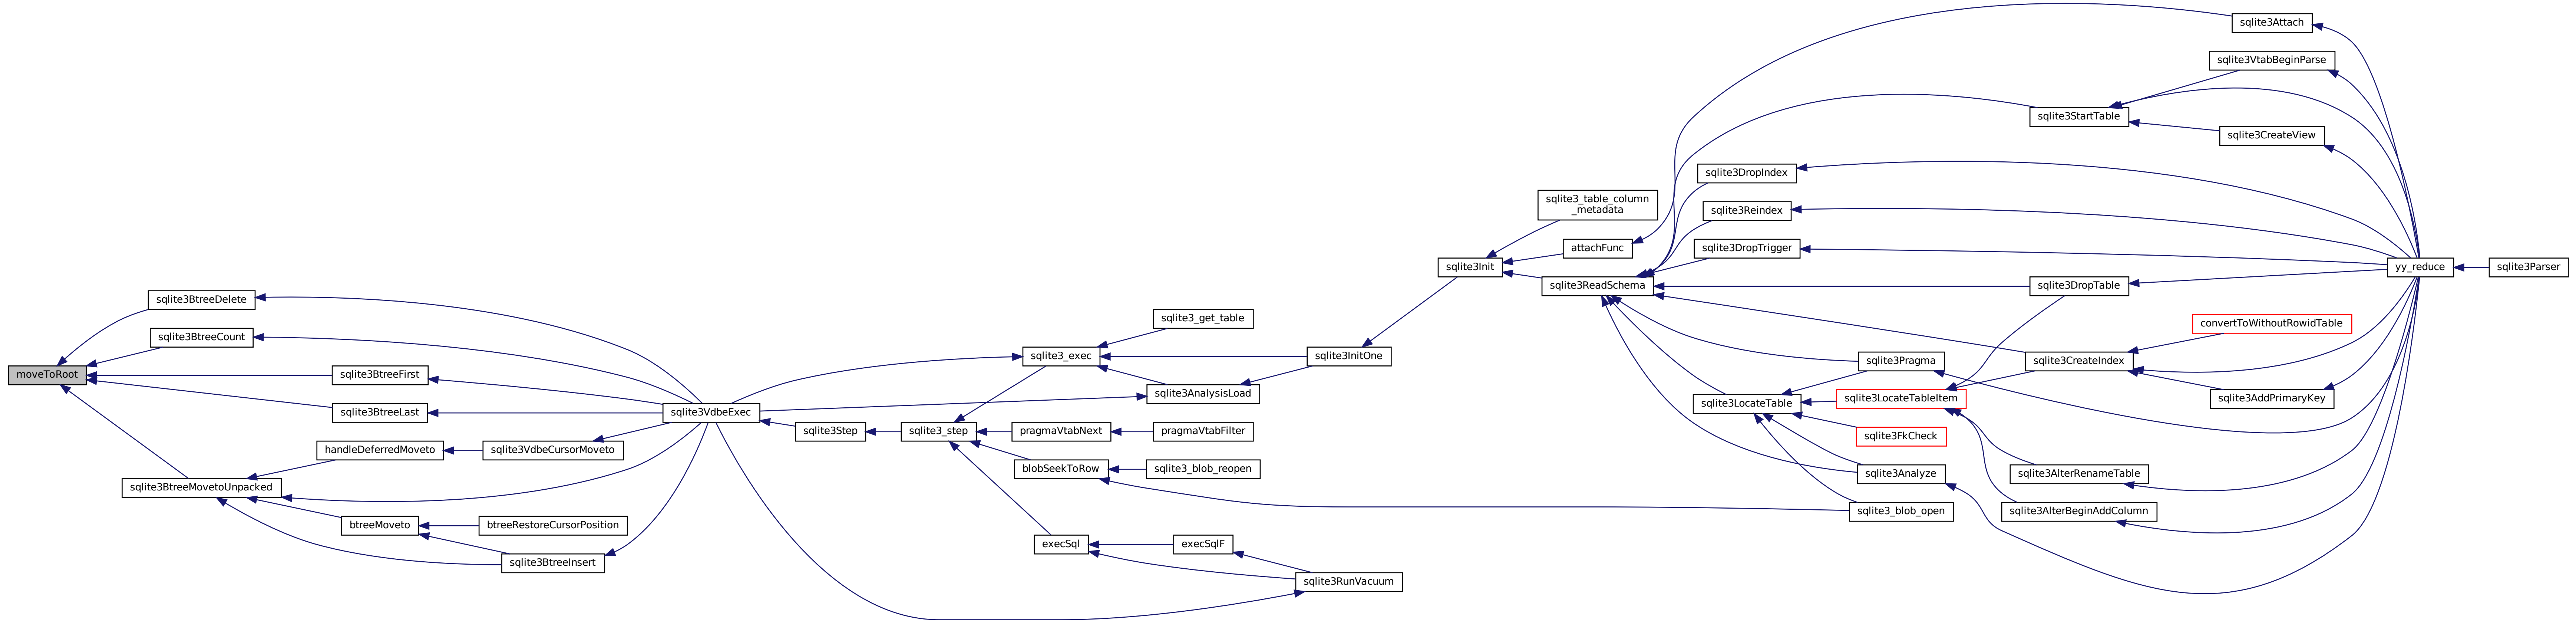 moveToRoot
sqlite3BtreeDelete
sqlite3BtreeCount
sqlite3BtreeFirst
sqlite3BtreeLast
sqlite3BtreeMovetoUnpacked
handleDeferredMoveto
btreeMoveto
sqlite3VdbeCursorMoveto
btreeRestoreCursorPosition
sqlite3BtreeInsert
sqlite3VdbeExec
sqlite3Step
sqlite3_step
sqlite3_exec
pragmaVtabNext
blobSeekToRow
execSql
sqlite3_get_table
sqlite3AnalysisLoad
pragmaVtabFilter
sqlite3_blob_reopen
execSqlF
sqlite3InitOne
sqlite3RunVacuum
sqlite3Init
sqlite3_table_column
_metadata
attachFunc
sqlite3ReadSchema
sqlite3DropIndex
sqlite3Reindex
sqlite3DropTrigger
sqlite3LocateTable
sqlite3Pragma
sqlite3LocateTableItem
sqlite3FkCheck
sqlite3Analyze
sqlite3_blob_open
sqlite3StartTable
sqlite3DropTable
sqlite3CreateIndex
sqlite3AlterRenameTable
sqlite3AlterBeginAddColumn
sqlite3Attach
sqlite3VtabBeginParse
sqlite3CreateView
convertToWithoutRowidTable
sqlite3AddPrimaryKey
yy_reduce
sqlite3Parser